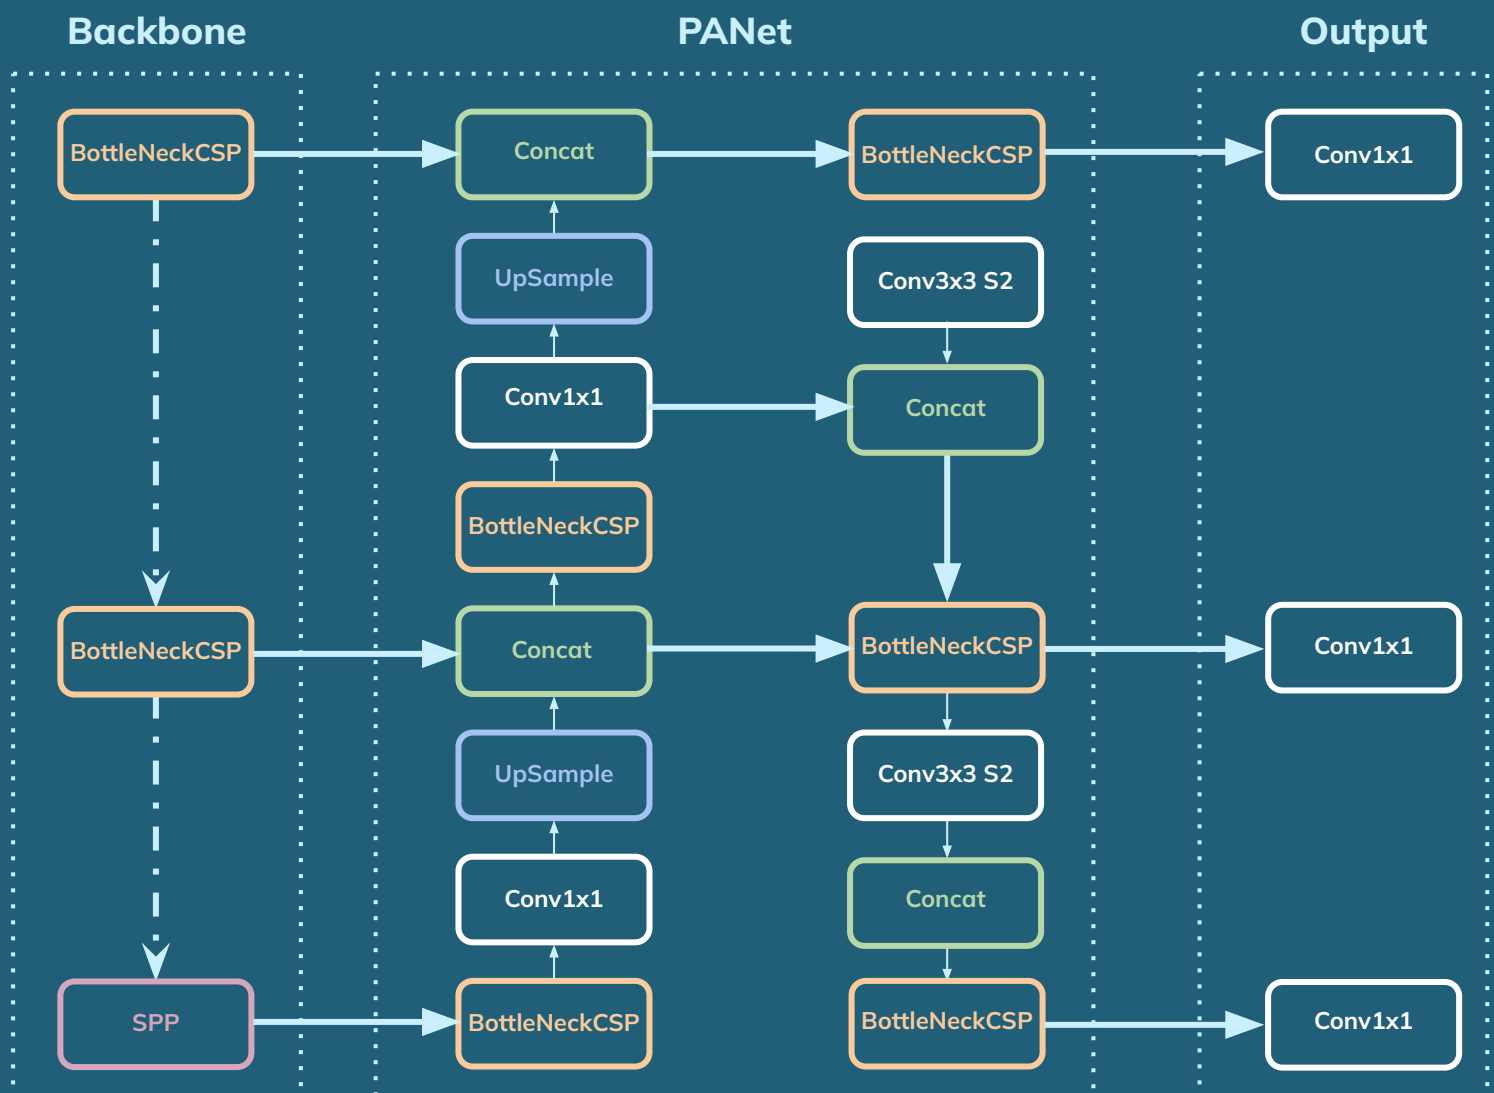 Backbone
PANet
Output
BottleNeckCSP
Concat
BottleNeckCSP
Conv1x1
UpSample
Conv3x3 S2
Conv1x1
Concat
BottleNeckCSP
BottleNeckCSP
Concat
BottleNeckCSP
Conv1x1
UpSample
Conv3x3 S2
Conv1x1
Concat
SPP
BottleNeckCSP
BottleNeckCSP
Conv1x1